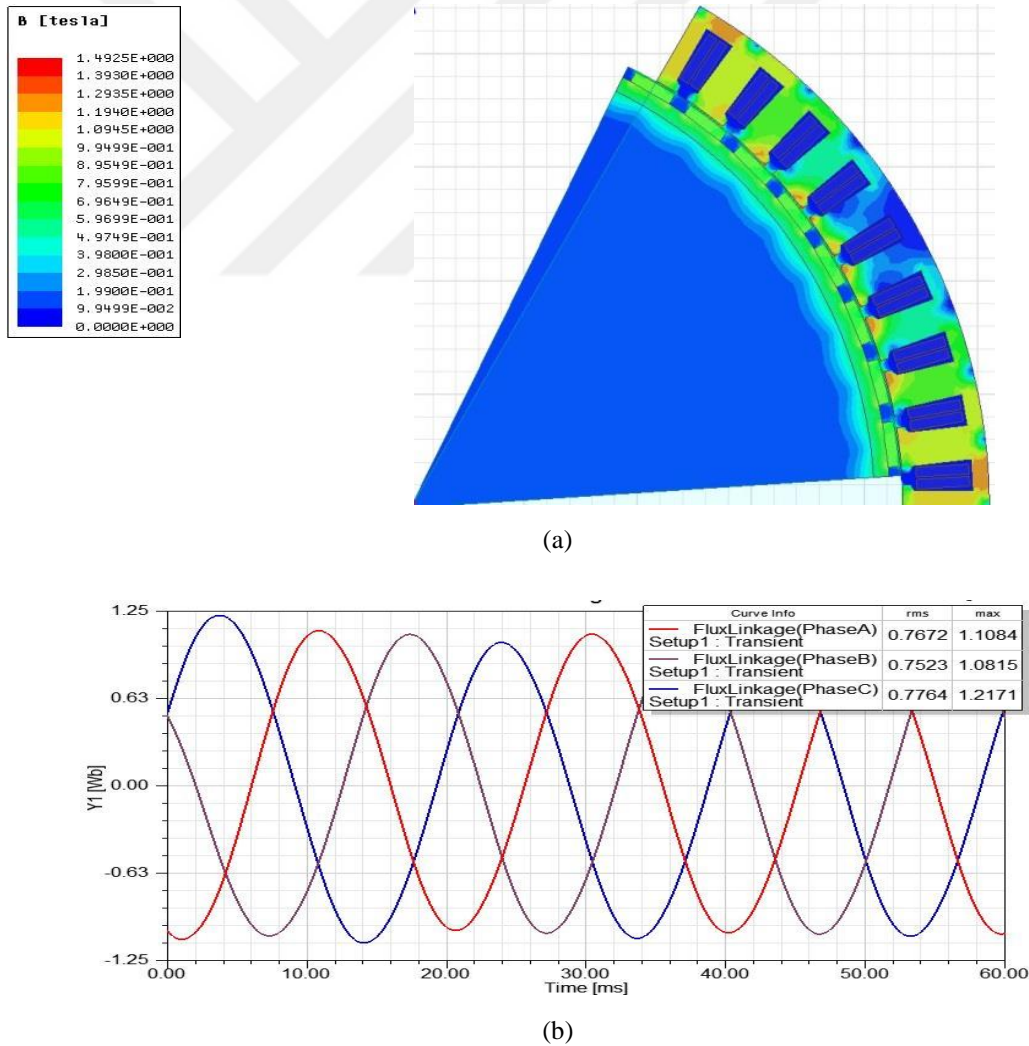 B [tesla]
1.4925E+000
1.3930E+000
1.2935E+000
1.1940E+000
1.0945E+000
9.9499E-001
8.9549E-001
7.9599E-001
6.9649E-001
5.9699E-001
4.9749E-001
3.9800E-001
2.9850E-001
1.9900E-001
9.9499E-002
0.0000E+000
(a)
Curve Info rms max
FluxLinkage(PhaseA) 0.7672 1.1084
Setup1 : Transient
FluxLinkage(PhaseB) 0.7523 1.0815
Setup1 : Transient
FluxLinkage(PhaseC) 0.7764 1.2171
Setup1 : Transient
1.25
0.63
0.00
-0.63
-1.25
Y1 [Wb]
0.00 10.00 20.00 30.00 40.00 50.00 60.00
Time [ms]
(b)